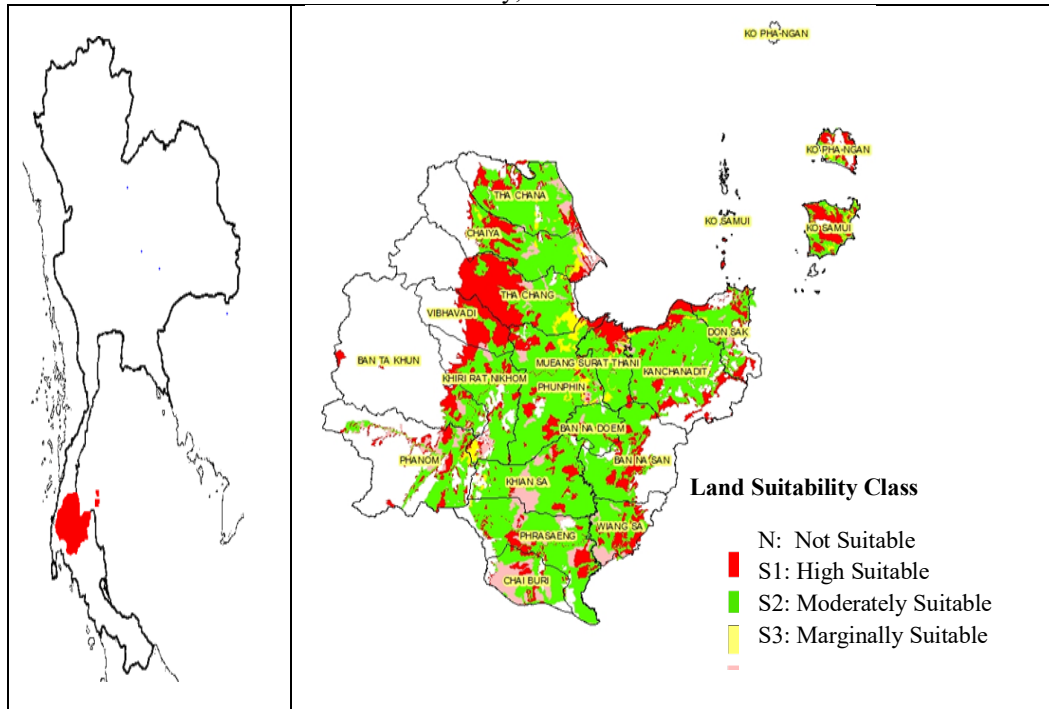 KO PHA-NGAN
KO PHA-NGAN
THA CHANA
KO SAMUI
KO SAMUI
CHAIYA
THA CHANG
VIBHAVADI
DON SAK
BAN TA KHUN
MUEANG SURAT THANI
KHIRI RAT NIKHOM
PHUNPHIN
KANCHANADIT
BAN NA DOEM
PHANOM
BAN NA SAN
KHIAN SA
Land Suitability Class
WIANG SA
PHRASAENG
N: Not Suitable
S1: High Suitable
CHAI BURI
S2: Moderately Suitable
S3: Marginally Suitable